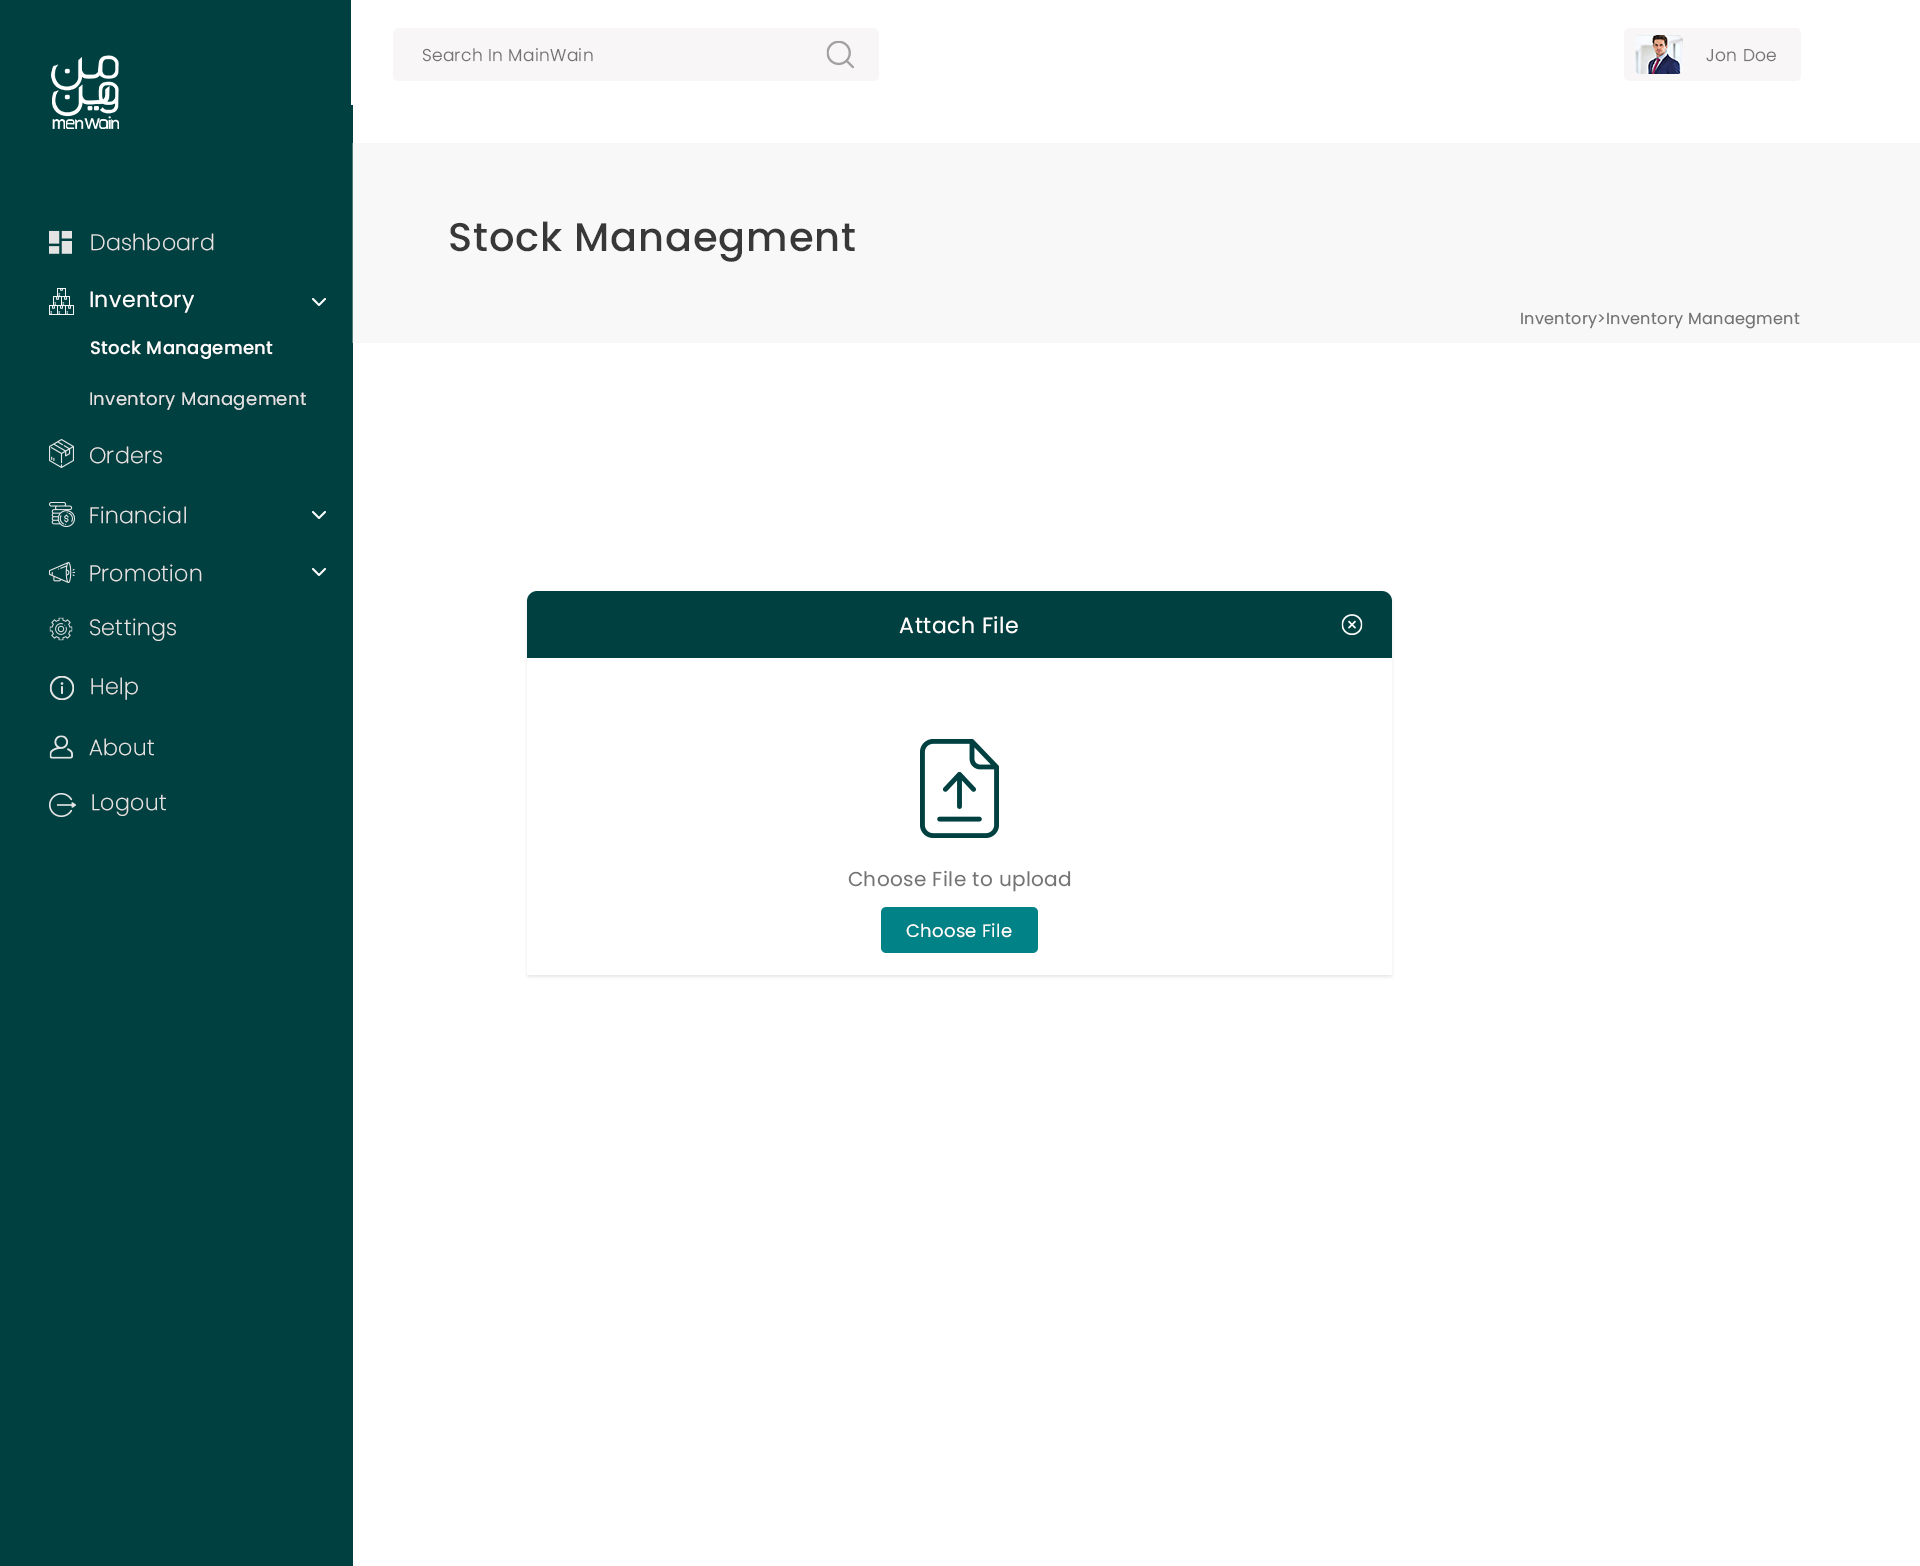 من
وين
menWain
Search In MainWain
Jon Doe
Stock Manaegment
Inventory>Inventory Manaegment
Dashboard
Inventory
Stock Management
Inventory Management
Orders
Financial
Promotion
Settings
Help
About
Logout
Attach File
Choose File to upload
Choose File